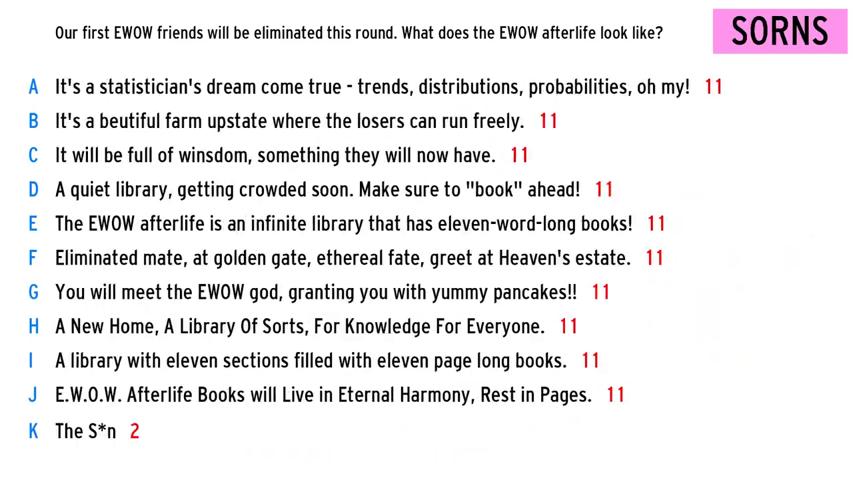 Our first EWOW friends will be eliminated this round. What does the EWOW afterlife look like?
SORNS
A It's a statistician's dream come true - trends, distributions, probabilities, oh my! 11
B It's a beutiful farm upstate where the losers can run freely. 11
C It will be full of winsdom, something they will now have. 11
D A quiet library, getting crowded soon. Make sure to "book" ahead! 11
E The EWOW afterlife is an infinite library that has eleven-word-long books! 11
F Eliminated mate, at golden gate, ethereal fate, greet at Heaven's estate. 11
G You will meet the EWOW god, granting you with yummy pancakes!! 11
H A New Home, A Library Of Sorts, For Knowledge For Everyone. 11
I A library with eleven sections filled with eleven page long books. 11
J E.W.O.W. Afterlife Books will Live in Eternal Harmony, Rest in Pages. 11
K The S*n 2